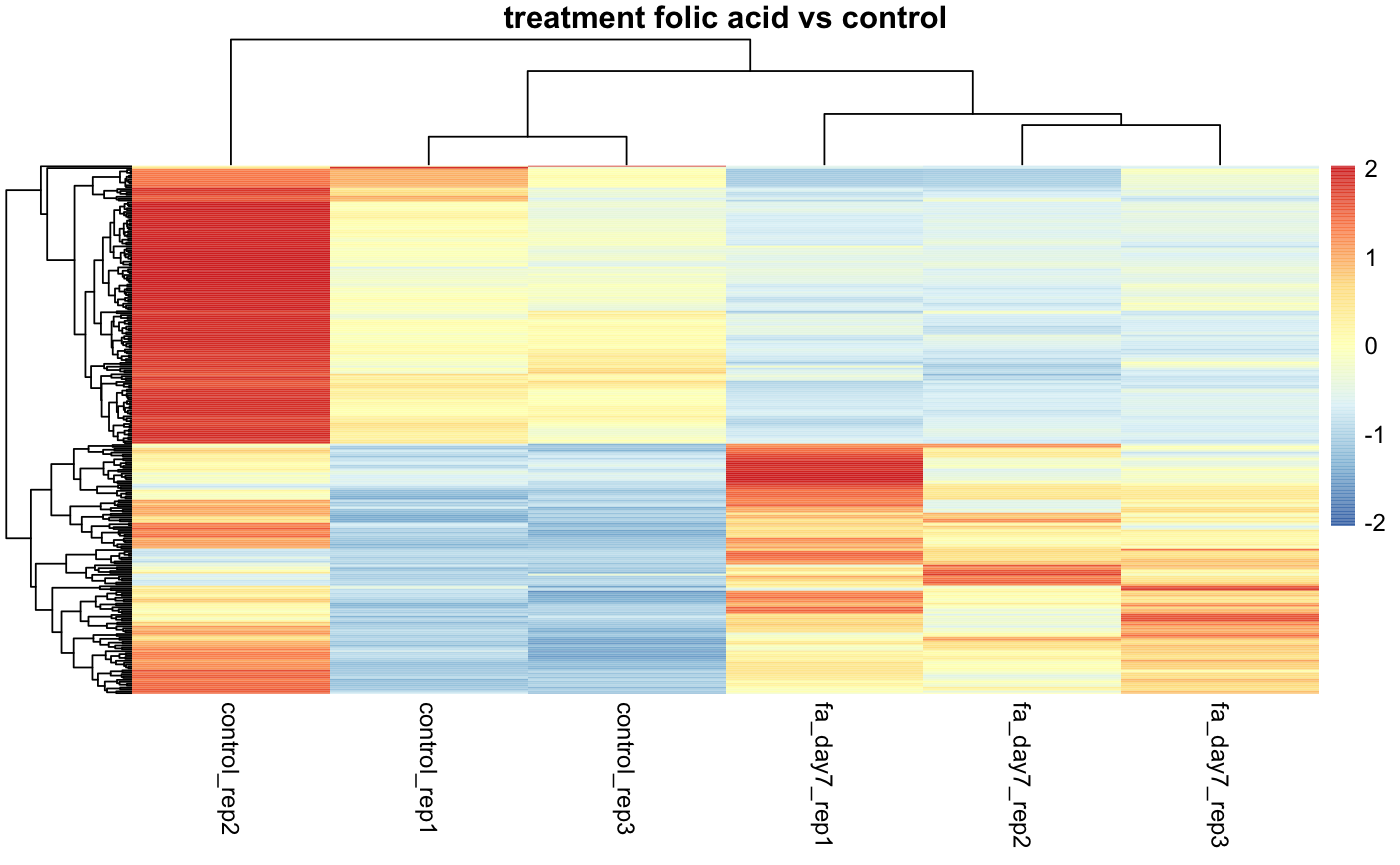 treatment folic acid vs control
2
1
0
-1
-2
control_rep2
control_rep1
control_rep3
fa_day7_rep1
fa_day7_rep2
fa_day7_rep3